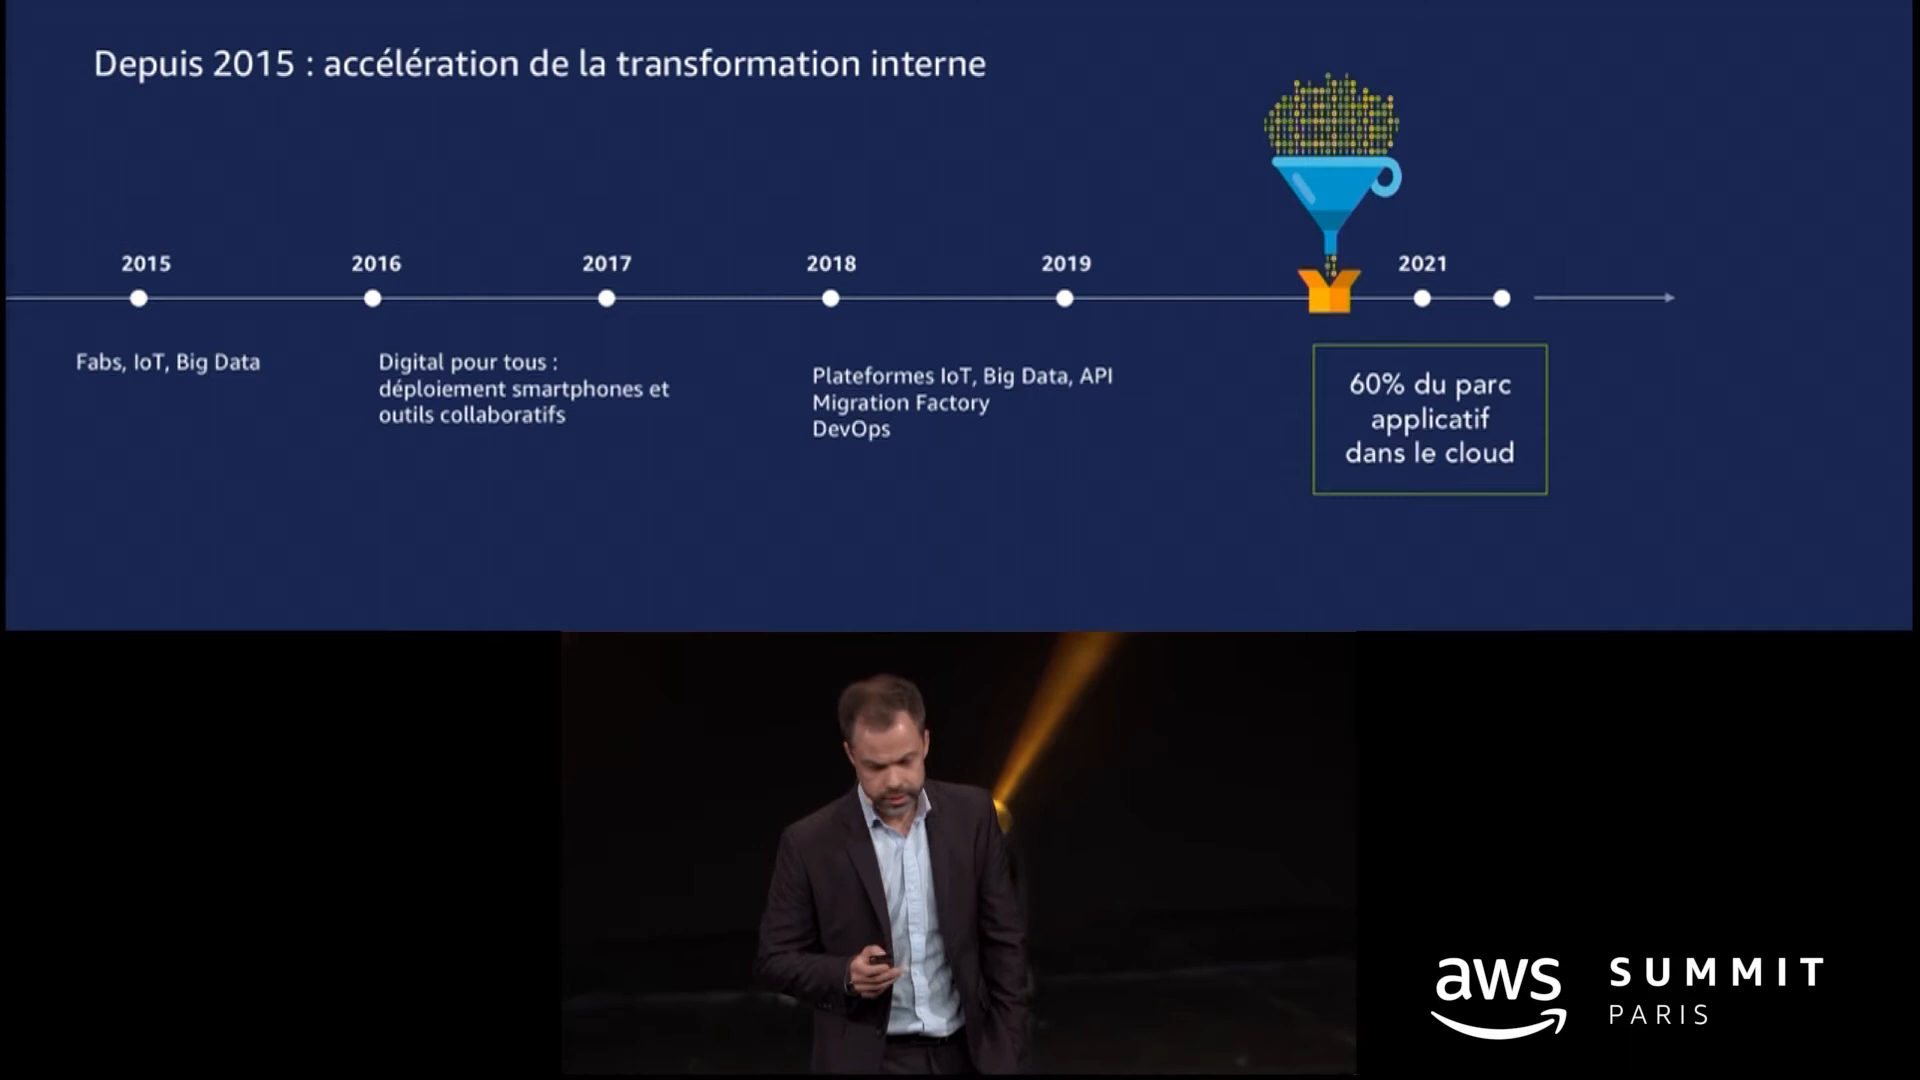 Depuis 2015 : accélération de la transformation interne
2015
2016
2017
2018
2019
2021
Fabs, IoT, Big Data
Digital pour tous :
déploiement smartphones et
outils collaboratifs
Plateformes IoT, Big Data, API
Migration Factory
DevOps
60% du parc
applicatif
dans le cloud
aws
SUMMIT
PARIS